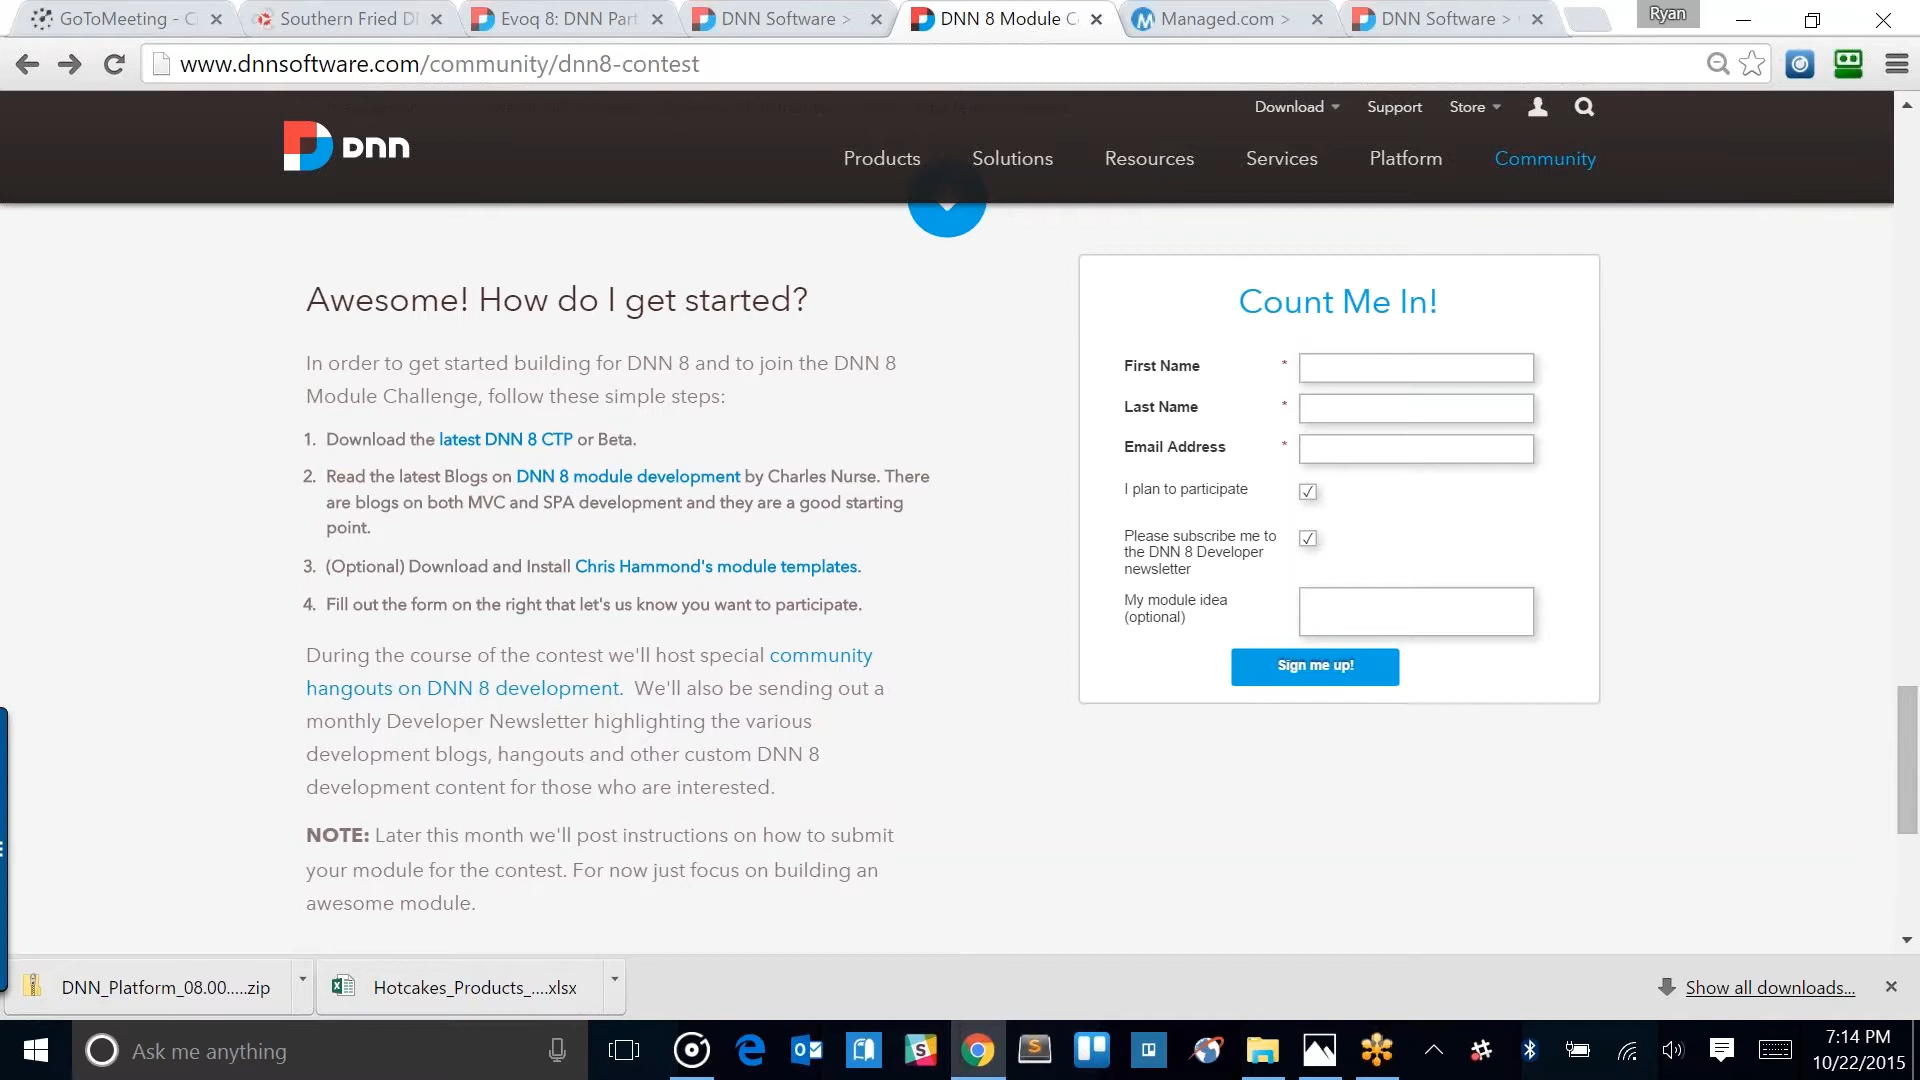 GoToMeeting - C
Southern Fried D
Evoq 8: DNN Part
DNN Software >
DNN 8 Module C
Managed.com >
DNN Software >
Ryan
www.dnnsoftware.com/community/dnn8-contest
Download
Support
Store
DNN
Products
Solutions
Resources
Services
Platform
Community
Awesome! How do I get started?
In order to get started building for DNN 8 and to join the DNN 8
Module Challenge, follow these simple steps:
1. Download the latest DNN 8 CTP or Beta.
2. Read the latest Blogs on DNN 8 module development by Charles Nurse. There
are blogs on both MVC and SPA development and they are a good starting
point.
3. (Optional) Download and Install Chris Hammond's module templates.
4. Fill out the form on the right that let's us know you want to participate.
During the course of the contest we'll host special community
hangouts on DNN 8 development. We'll also be sending out a
monthly Developer Newsletter highlighting the various
development blogs, hangouts and other custom DNN 8
development content for those who are interested.
NOTE: Later this month we'll post instructions on how to submit
your module for the contest. For now just focus on building an
awesome module.
Count Me In!
First Name *
Last Name *
Email Address *
I plan to participate
Please subscribe me to
the DNN 8 Developer
newsletter
My module idea
(optional)
Sign me up!
DNN_Platform_08.00.....zip
Hotcakes_Products_....xlsx
Show all downloads...
Ask me anything
7:14 PM
10/22/2015